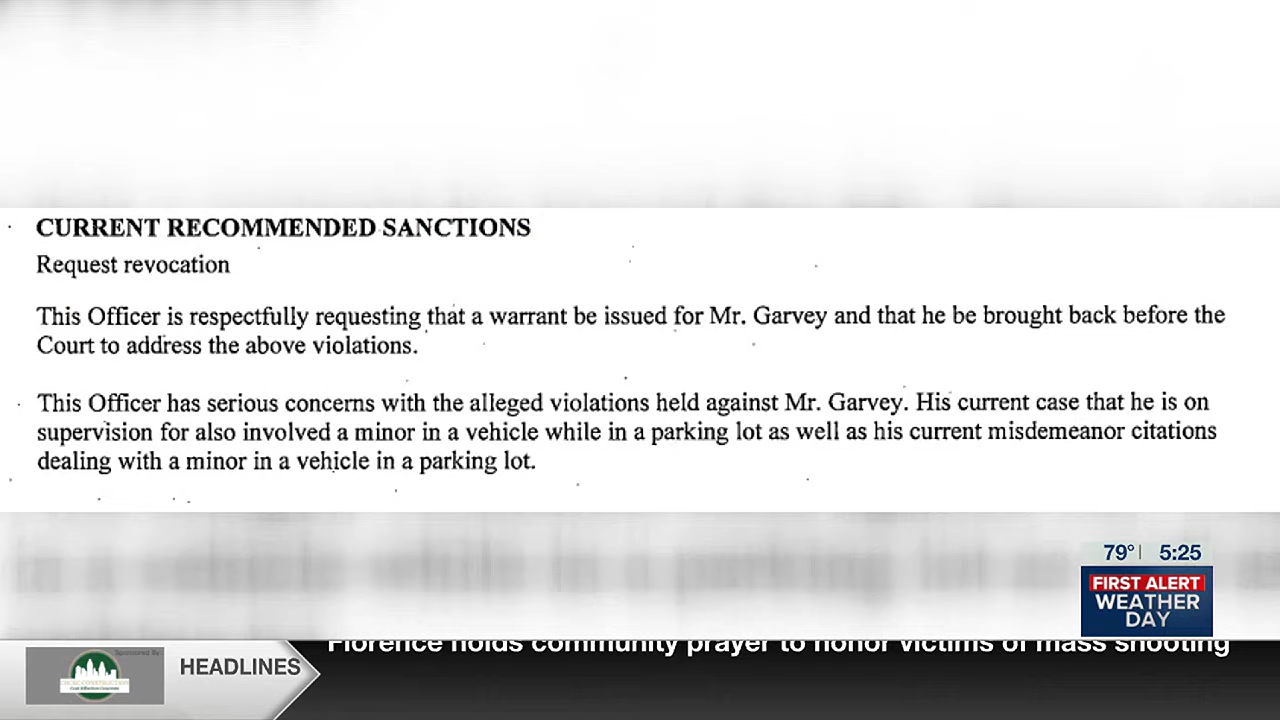 CURRENT RECOMMENDED SANCTIONS
Request revocation
This Officer is respectfully requesting that a warrant be issued for Mr. Garvey and that he be brought back before the
Court to address the above violations.
This Officer has serious concerns with the alleged violations held against Mr. Garvey. His current case that he is on
supervision for also involved a minor in a vehicle while in a parking lot as well as his current misdemeanor citations
dealing with a minor in a vehicle in a parking lot.
79° 5:25
FIRST ALERT
WEATHER
DAY
Florence holds community prayer to honor victims of mass shooting
Sponsored By
HEADLINES